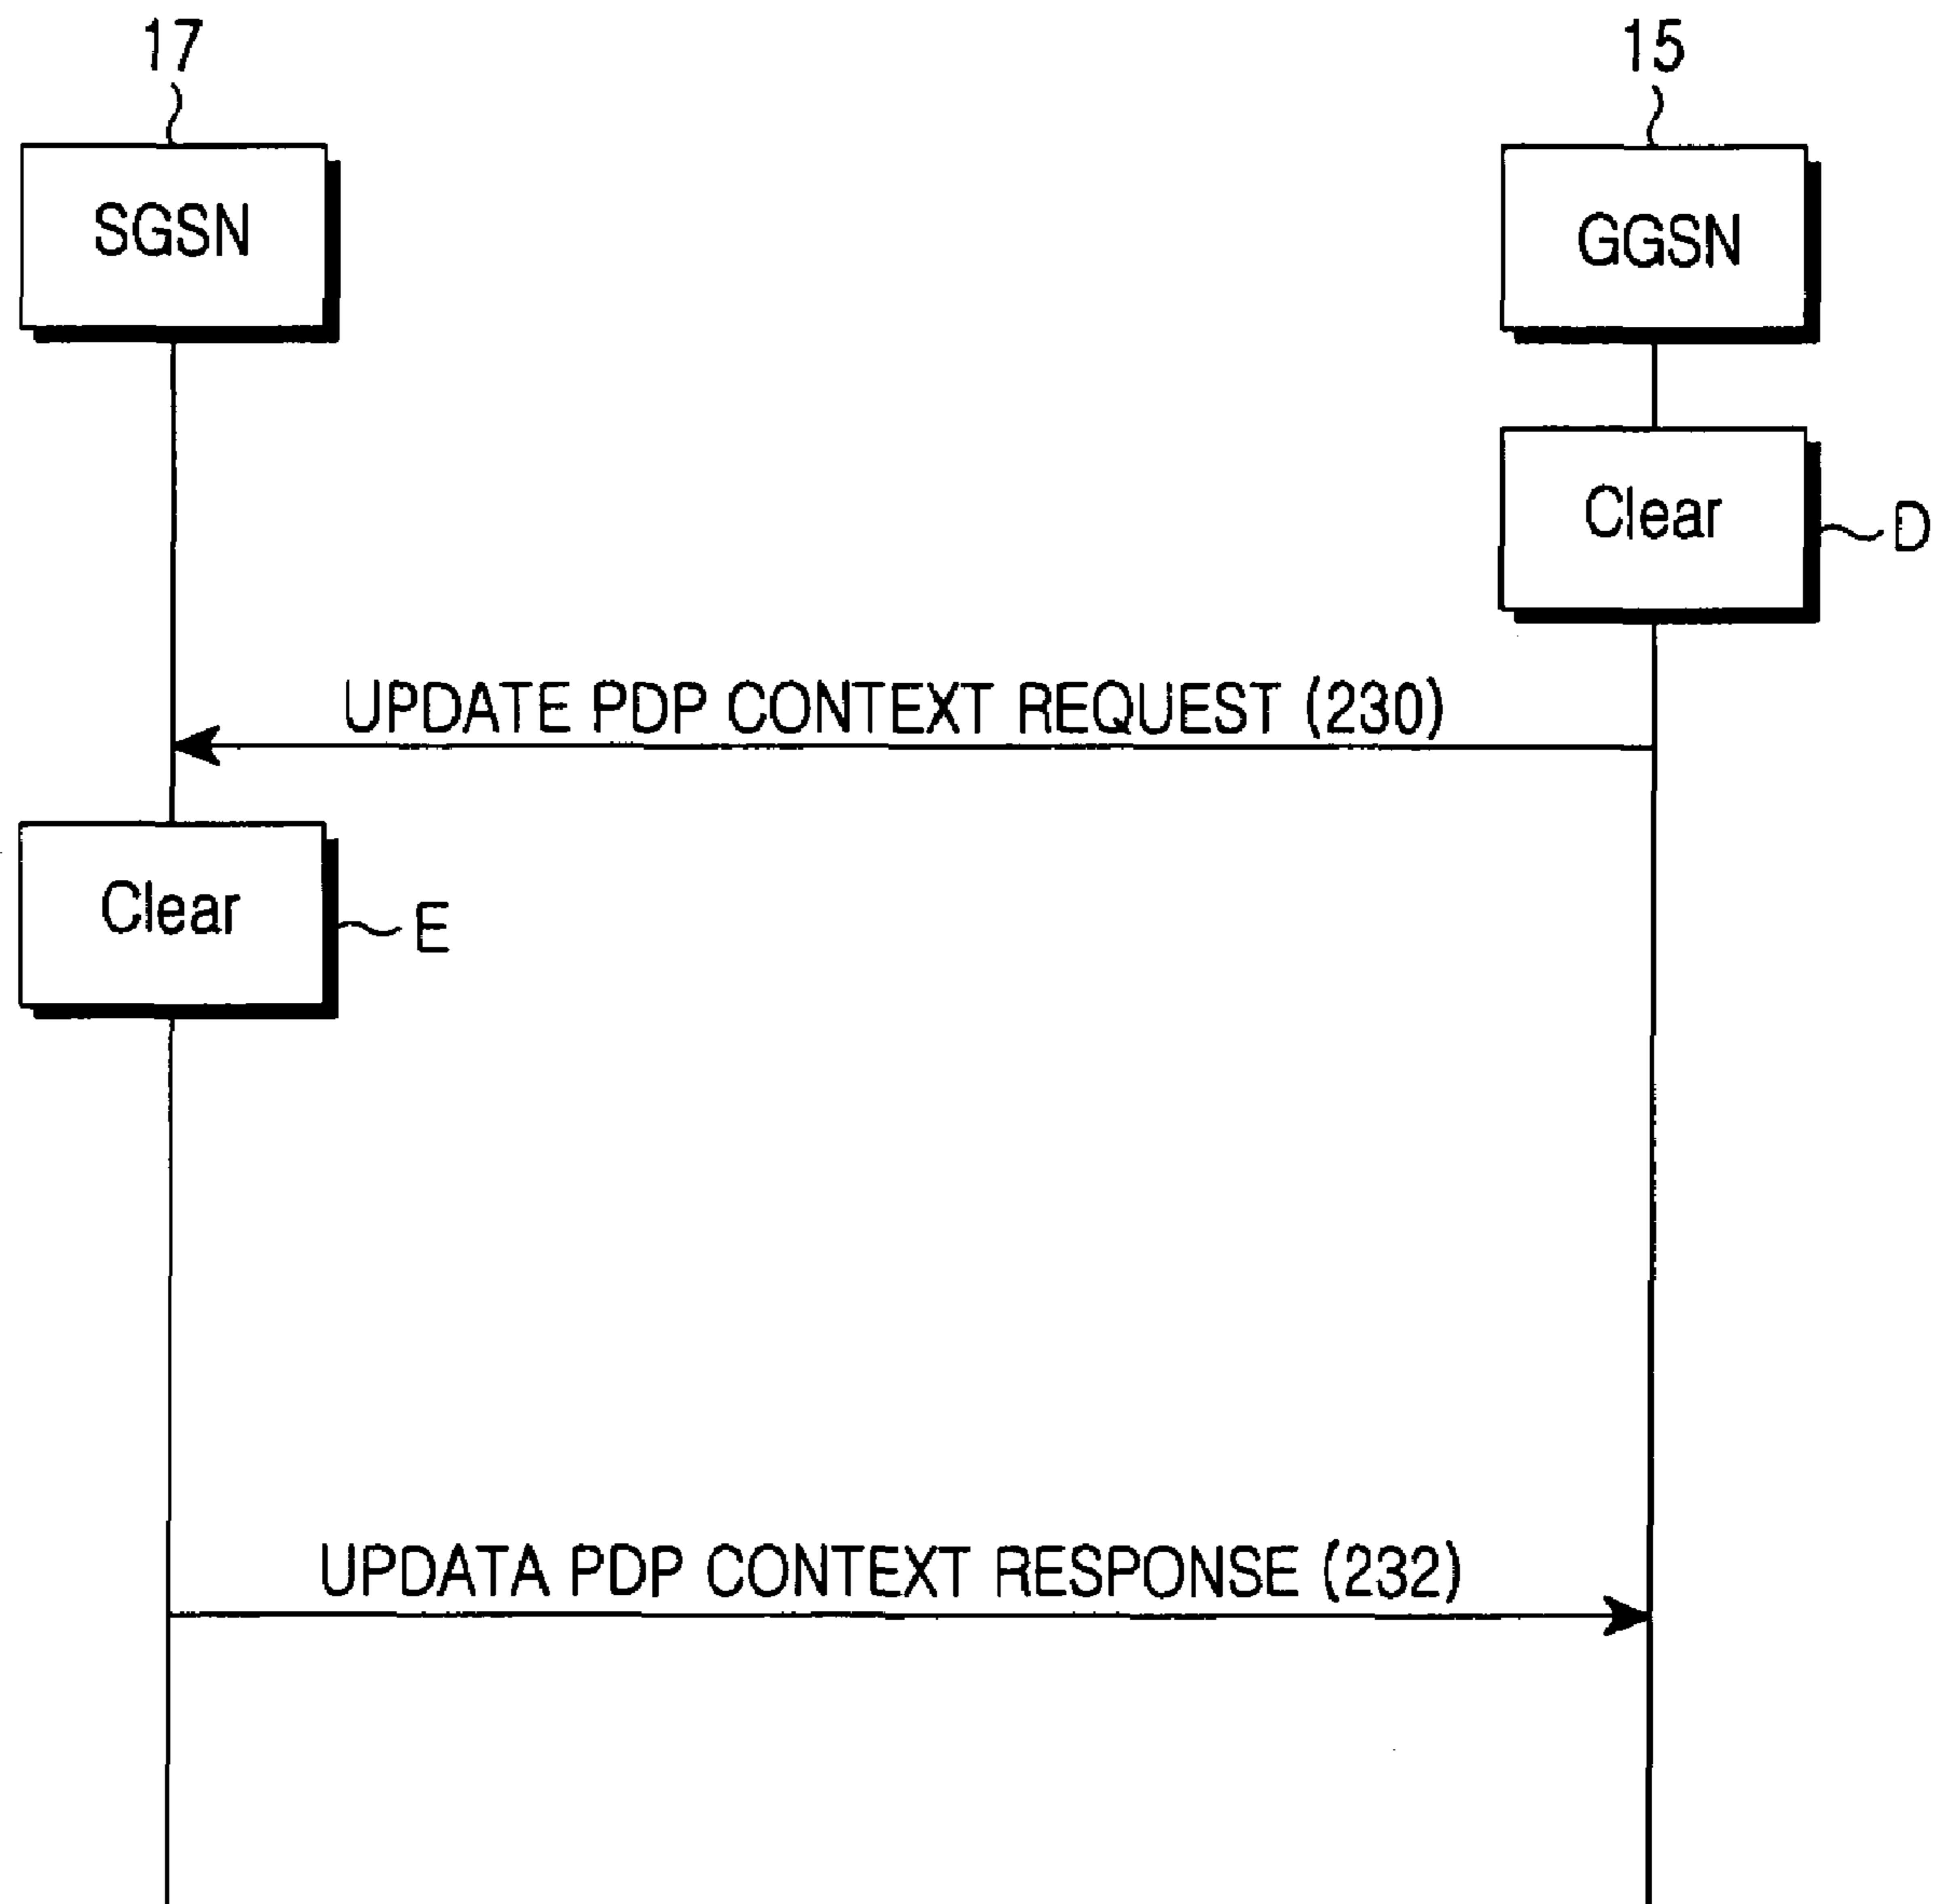 17
15
SGSN
GGSN
Clear
D
UPDATE PDP CONTEXT REQUEST (230)
Clear
E
UPDATA PDP CONTEXT RESPONSE (232)